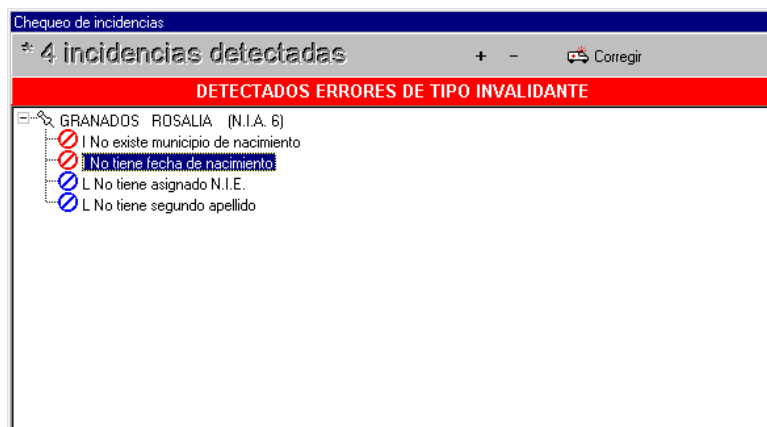 Chequeo de incidencias
* 4 incidencias detectadas + - Corregir
DETECTADOS ERRORES DE TIPO INVALIDANTE
GRANADOS ROSALIA (N.I.A. 6)
I No existe municipio de nacimiento
I No tiene fecha de nacimiento
L No tiene asignado N.I.E.
L No tiene segundo apellido